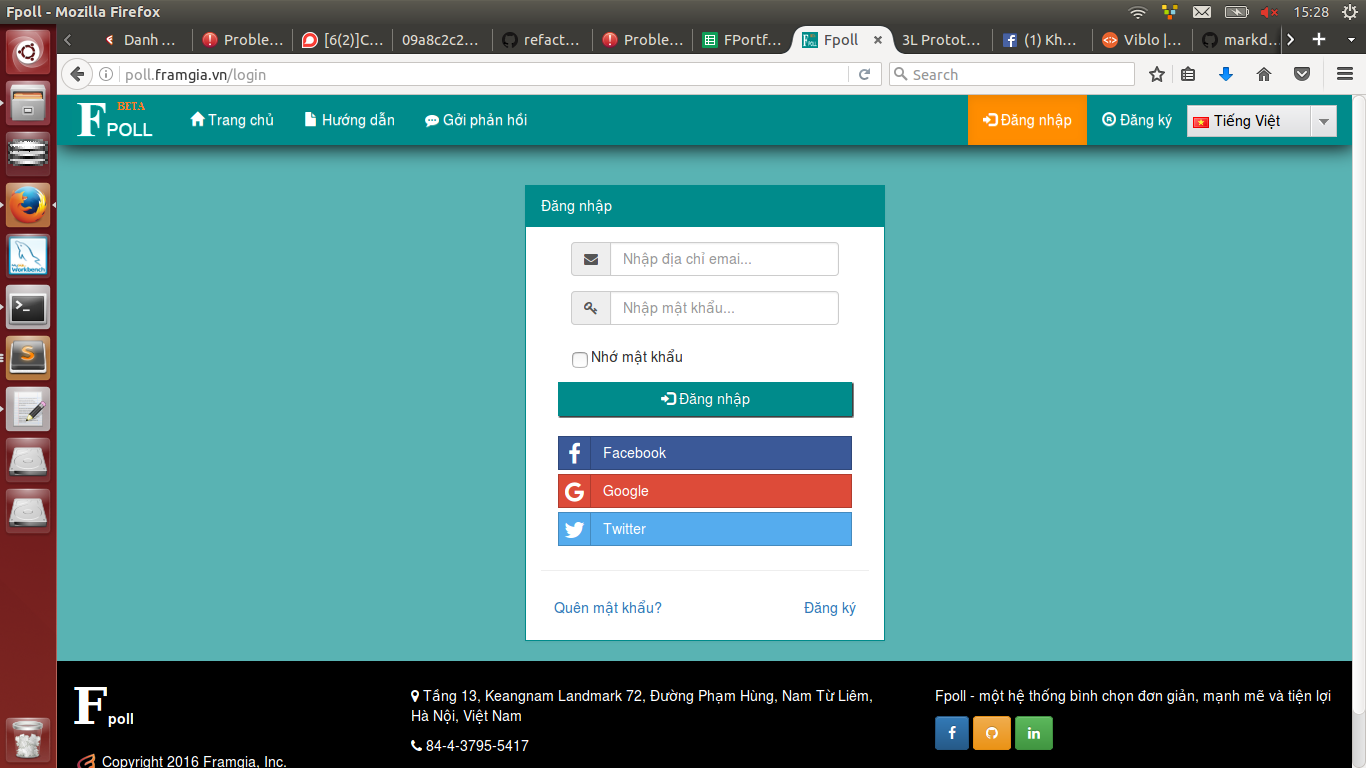 Fpoll - Mozilla Firefox
15:28
Danh ...
Proble...
[6(2)]C...
09a8c2c2...
refact...
Proble...
FPortf...
Fpoll
3L Protot...
(1) Kh...
Viblo |...
markd...
poll.framgia.vn/login
Search
F POLL BETA
Trang chủ
Hướng dẫn
Gởi phản hồi
Đăng nhập
Đăng ký
Tiếng Việt
Đăng nhập
Nhập địa chỉ emai...
Nhập mật khẩu...
Nhớ mật khẩu
Đăng nhập
Facebook
Google
Twitter
Quên mật khẩu?
Đăng ký
Fpoll
Copyright 2016 Framgia, Inc.
Tầng 13, Keangnam Landmark 72, Đường Phạm Hùng, Nam Từ Liêm,
Hà Nội, Việt Nam
84-4-3795-5417
Fpoll - một hệ thống bình chọn đơn giản, mạnh mẽ và tiện lợi